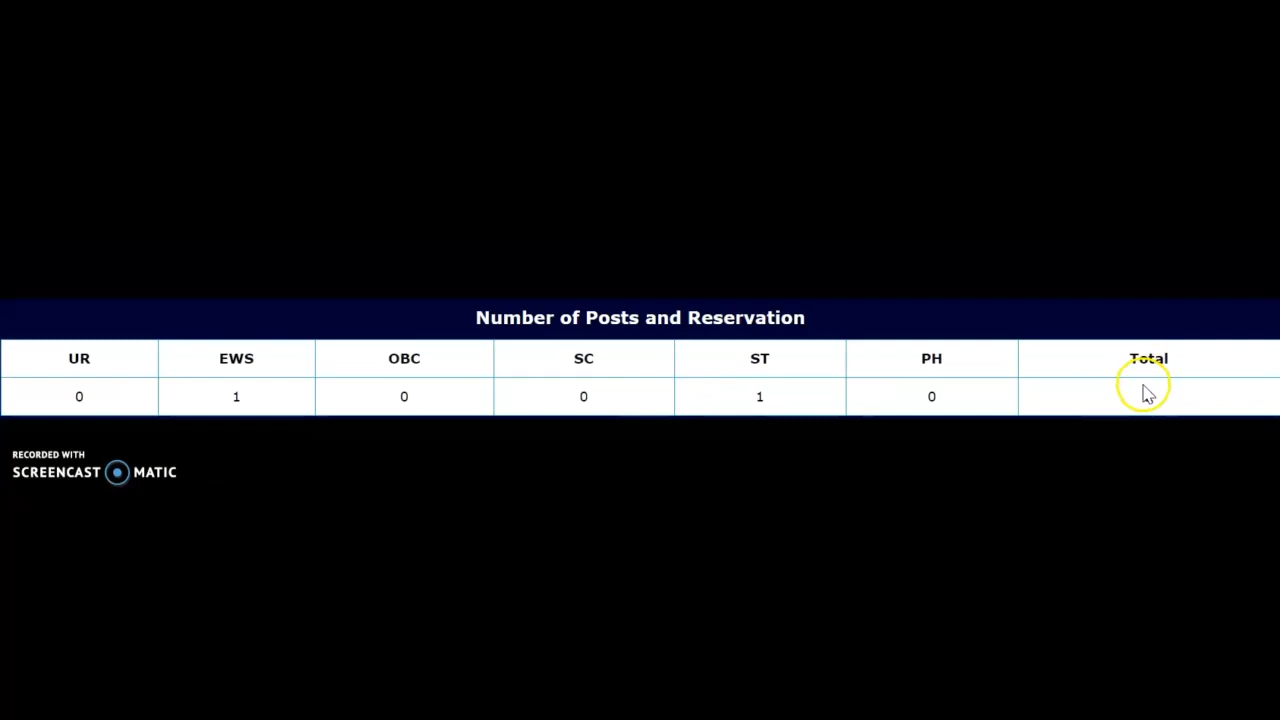 Number of Posts and Reservation
UR EWS OBC SC ST PH Total
0 1 0 0 1 0
RECORDED WITH
SCREENCAST MATIC